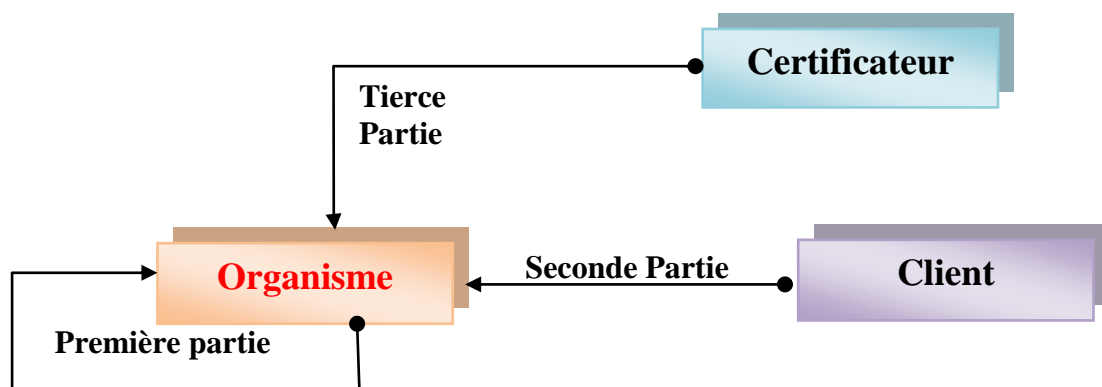 Certificateur
Tierce
Partie
Organisme
Seconde Partie
Client
Première partie